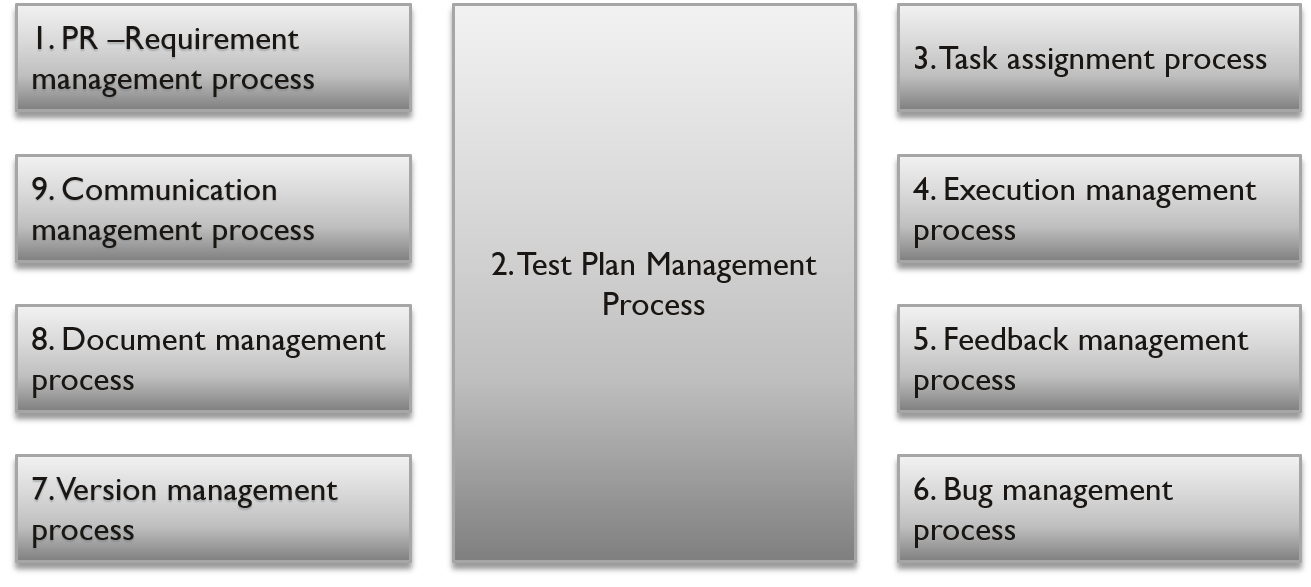 1. PR –Requirement
management process
9. Communication
management process
8. Document management
process
7. Version management
process
2. Test Plan Management
Process
3. Task assignment process
4. Execution management
process
5. Feedback management
process
6. Bug management
process